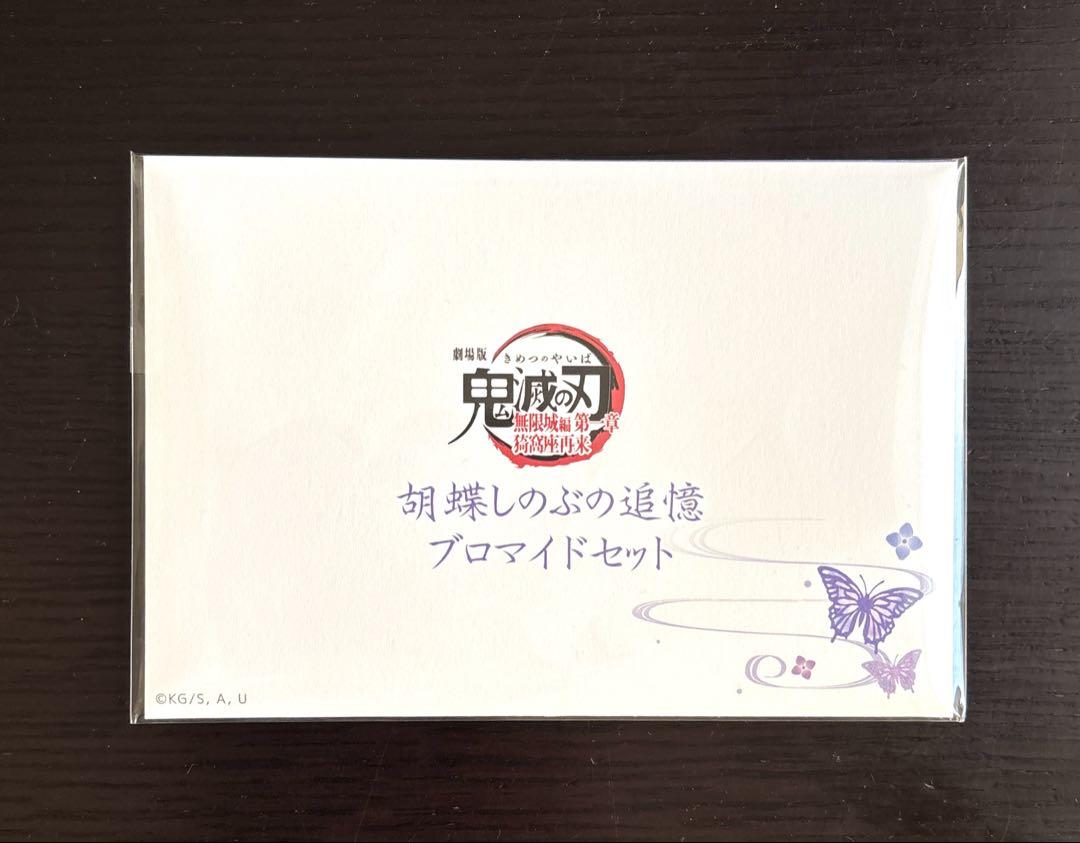 劇場版
きめつのやいば
鬼滅の刃
無限城編 第一章
猗窩座再来
胡蝶しのぶの追憶
ブロマイドセット
©KG/S, A, U